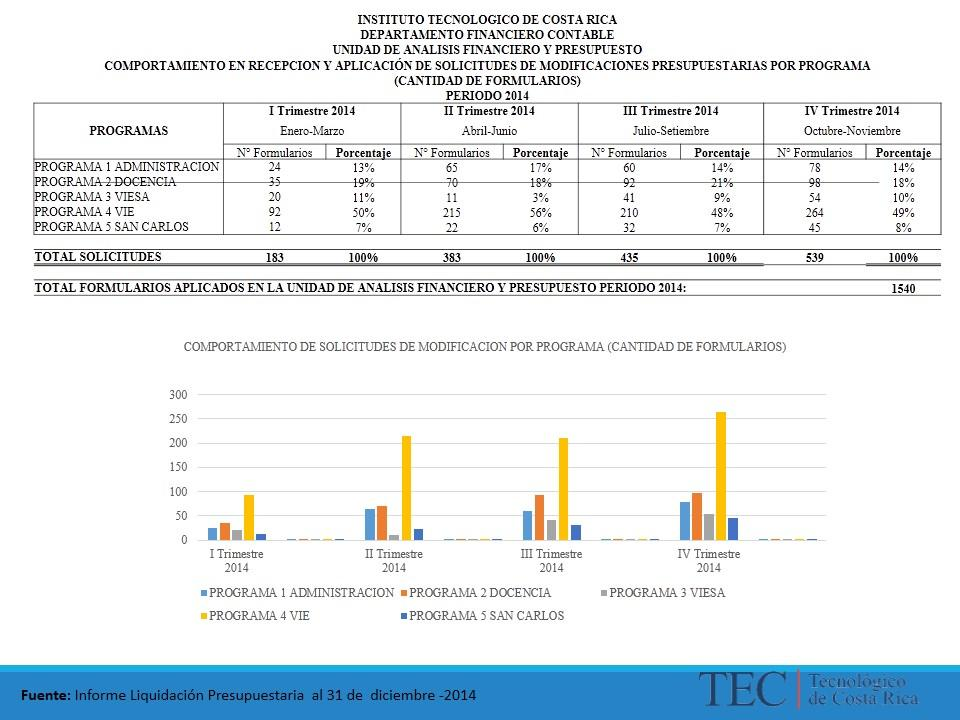 INSTITUTO TECNOLOGICO DE COSTA RICA
DEPARTAMENTO FINANCIERO CONTABLE
UNIDAD DE ANALISIS FINANCIERO Y PRESUPUESTO
COMPORTAMIENTO EN RECEPCION Y APLICACIÓN DE SOLICITUDES DE MODIFICACIONES PRESUPUESTARIAS POR PROGRAMA
(CANTIDAD DE FORMULARIOS)
PERIODO 2014
I Trimestre 2014 II Trimestre 2014 III Trimestre 2014 IV Trimestre 2014
PROGRAMAS Enero-Marzo Abril-Junio Julio-Setiembre Octubre-Noviembre
N° Formularios Porcentaje N° Formularios Porcentaje N° Formularios Porcentaje N° Formularios Porcentaje
PROGRAMA 1 ADMINISTRACION 24 13% 65 17% 60 14% 78 14%
PROGRAMA 2 DOCENCIA 35 19% 70 18% 92 21% 98 18%
PROGRAMA 3 VIESA 20 11% 11 3% 41 9% 54 10%
PROGRAMA 4 VIE 92 50% 215 56% 210 48% 264 49%
PROGRAMA 5 SAN CARLOS 12 7% 22 6% 32 7% 45 8%
TOTAL SOLICITUDES 183 100% 383 100% 435 100% 539 100%
TOTAL FORMULARIOS APLICADOS EN LA UNIDAD DE ANALISIS FINANCIERO Y PRESUPUESTO PERIODO 2014: 1540
COMPORTAMIENTO DE SOLICITUDES DE MODIFICACION POR PROGRAMA (CANTIDAD DE FORMULARIOS)
300
250
200
150
100
50
0
I Trimestre II Trimestre III Trimestre IV Trimestre
2014 2014 2014 2014
PROGRAMA 1 ADMINISTRACION PROGRAMA 2 DOCENCIA PROGRAMA 3 VIESA
PROGRAMA 4 VIE PROGRAMA 5 SAN CARLOS
Fuente: Informe Liquidación Presupuestaria al 31 de diciembre -2014
TEC Tecnológico
de Costa Rica